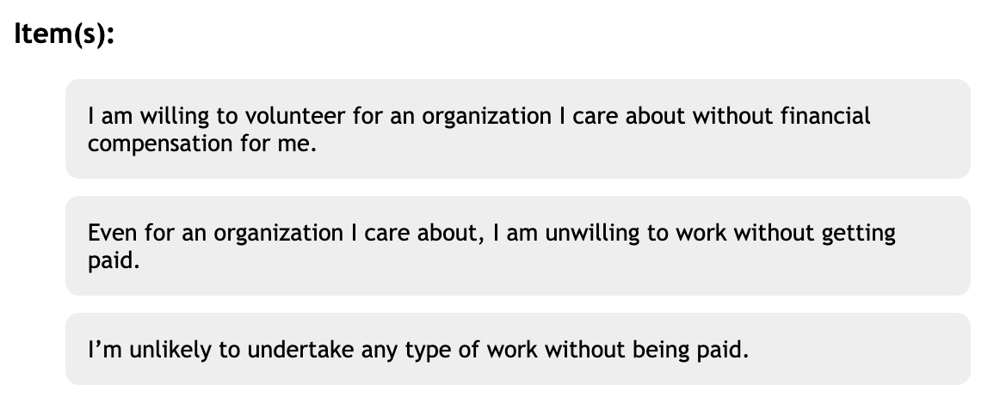 Item(s):
I am willing to volunteer for an organization I care about without financial
compensation for me.
Even for an organization I care about, I am unwilling to work without getting
paid.
I’m unlikely to undertake any type of work without being paid.